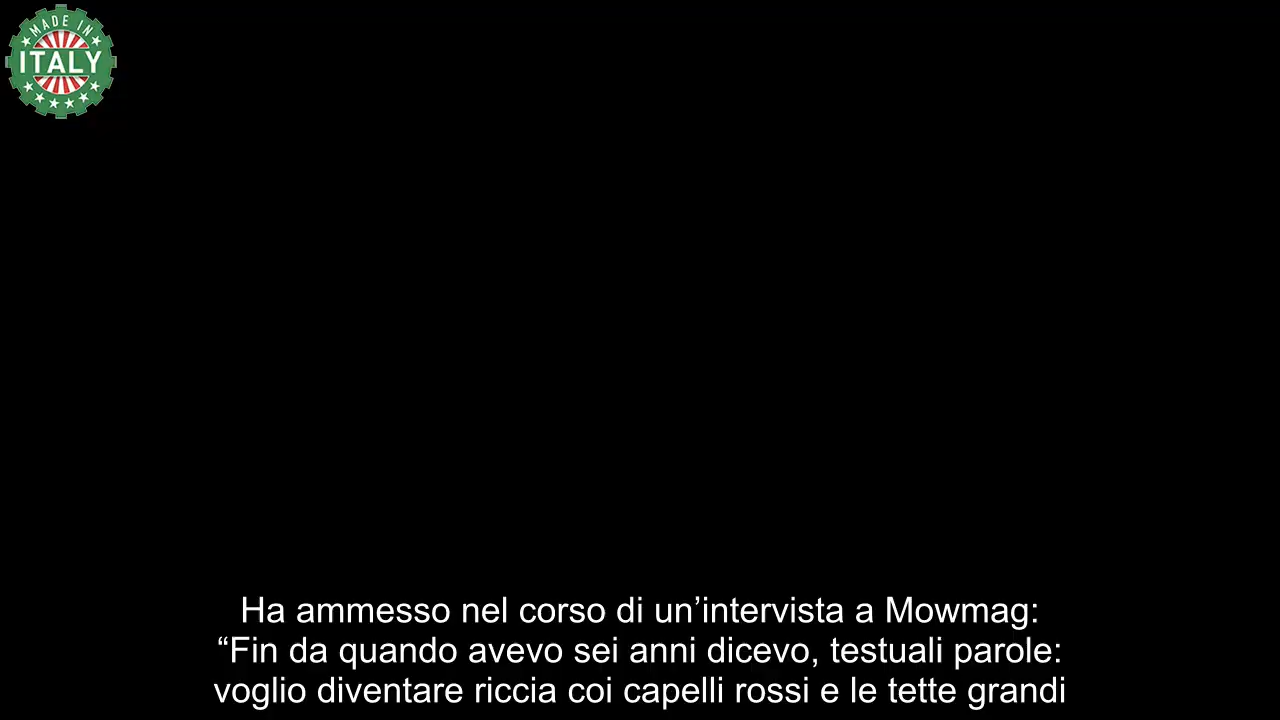 MADE IN
ITALY
Ha ammesso nel corso di un’intervista a Mowmag:
“Fin da quando avevo sei anni dicevo, testuali parole:
voglio diventare riccia coi capelli rossi e le tette grandi